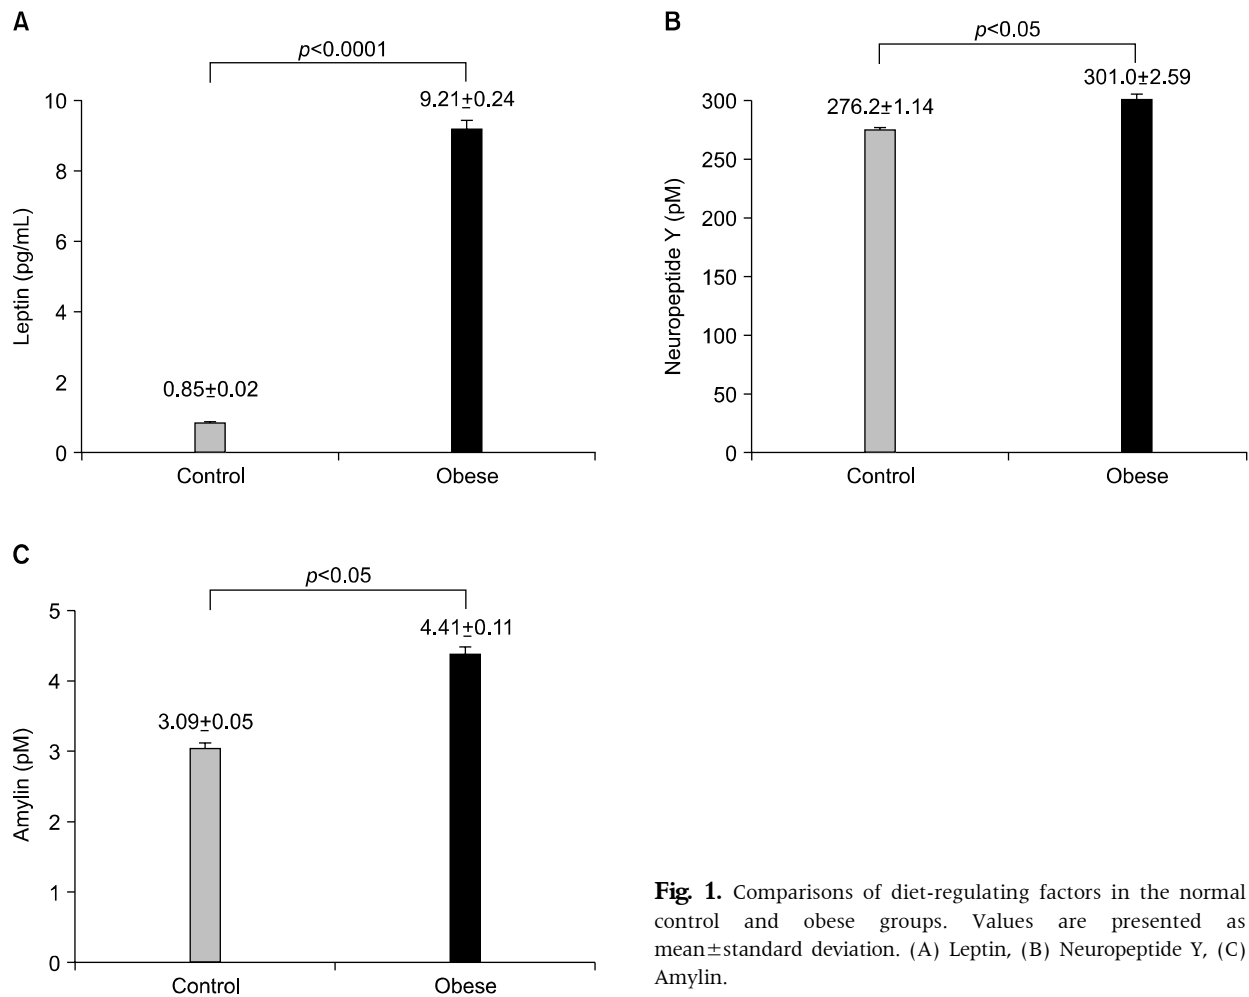 A
p<0.0001
10
9.21±0.24
8
6
4
2
0
Leptin (pg/mL)
0.85±0.02
Control
Obese
B
p<0.05
301.0±2.59
300
276.2±1.14
250
200
150
100
50
0
Neuropeptide Y (pM)
Control
Obese
C
p<0.05
5
4.41±0.11
4
3.09±0.05
3
2
1
0
Amylin (pM)
Control
Obese
Fig. 1. Comparisons of diet-regulating factors in the normal
control and obese groups. Values are presented as
mean±standard deviation. (A) Leptin, (B) Neuropeptide Y, (C)
Amylin.